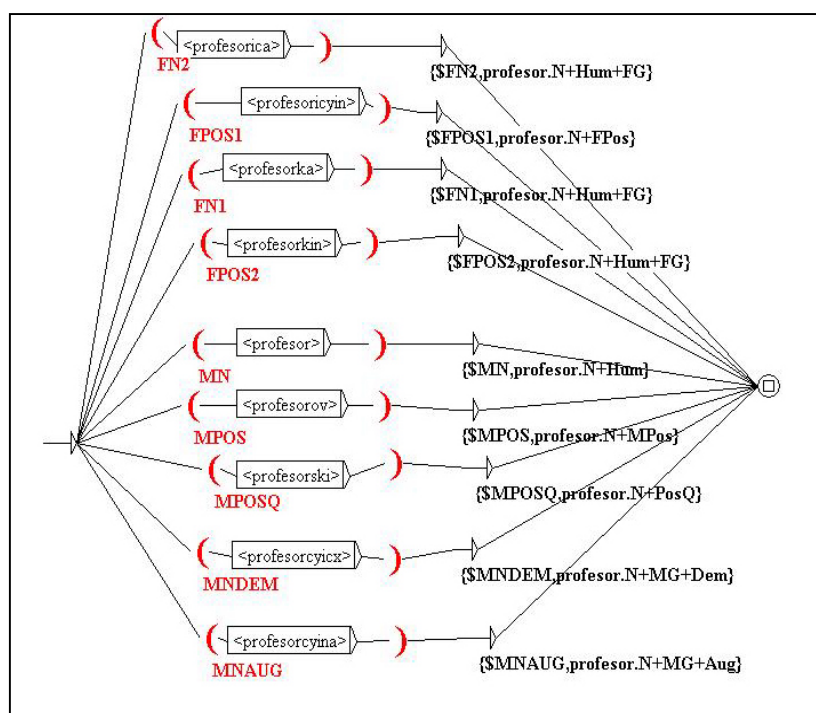 <profesorica>
FN2
{$FN2,profesor.N+Hum+FG}
<profesoricyin>
FPOS1
{$FPOS1,profesor.N+FPos}
<profesorka>
FN1
{$FN1,profesor.N+Hum+FG}
<profesorkin>
FPOS2
{$FPOS2,profesor.N+Hum+FG}
<profesor>
MN
{$MN,profesor.N+Hum}
<profesorov>
MPOS
{$MPOS,profesor.N+MPos}
<profesorski>
MPOSQ
{$MPOSQ,profesor.N+PosQ}
<profesorcyicx>
MNDEM
{$MNDEM,profesor.N+MG+Dem}
<profesorcyina>
MNAUG
{$MNAUG,profesor.N+MG+Aug}